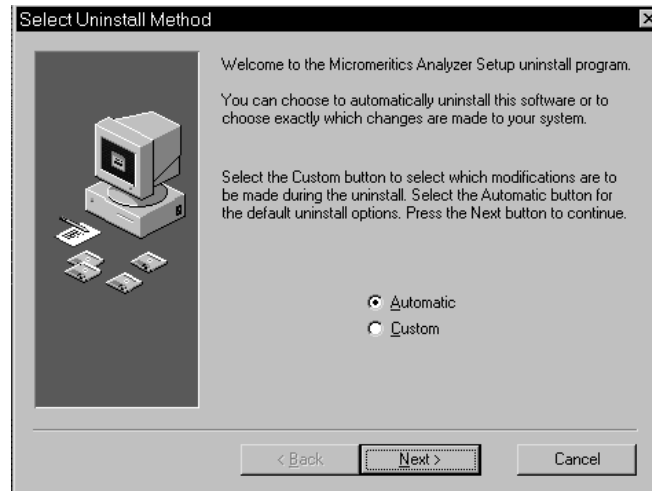 Select Uninstall Method
Welcome to the Micromeritics Analyzer Setup uninstall program.
You can choose to automatically uninstall this software or to
choose exactly which changes are made to your system.
Select the Custom button to select which modifications are to
be made during the uninstall. Select the Automatic button for
the default uninstall options. Press the Next button to continue.
Automatic
Custom
< Back
Next >
Cancel